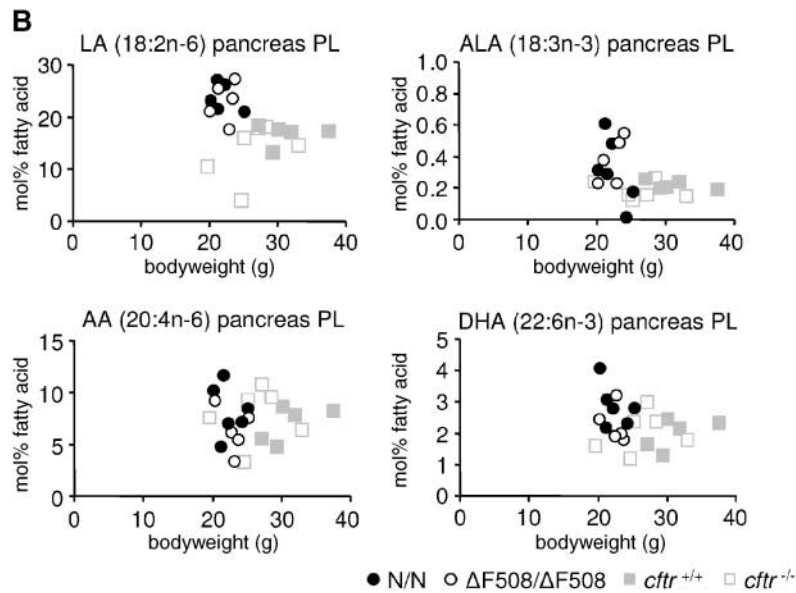 B
LA (18:2n-6) pancreas PL
mol% fatty acid
30
20
10
0
0 10 20 30 40
bodyweight (g)
ALA (18:3n-3) pancreas PL
mol% fatty acid
1.0
0.8
0.6
0.4
0.2
0.0
0 10 20 30 40
bodyweight (g)
AA (20:4n-6) pancreas PL
mol% fatty acid
15
10
5
0
0 10 20 30 40
bodyweight (g)
DHA (22:6n-3) pancreas PL
mol% fatty acid
5
4
3
2
1
0
0 10 20 30 40
bodyweight (g)
N/N ΔF508/ΔF508 cftr +/+ cftr -/-